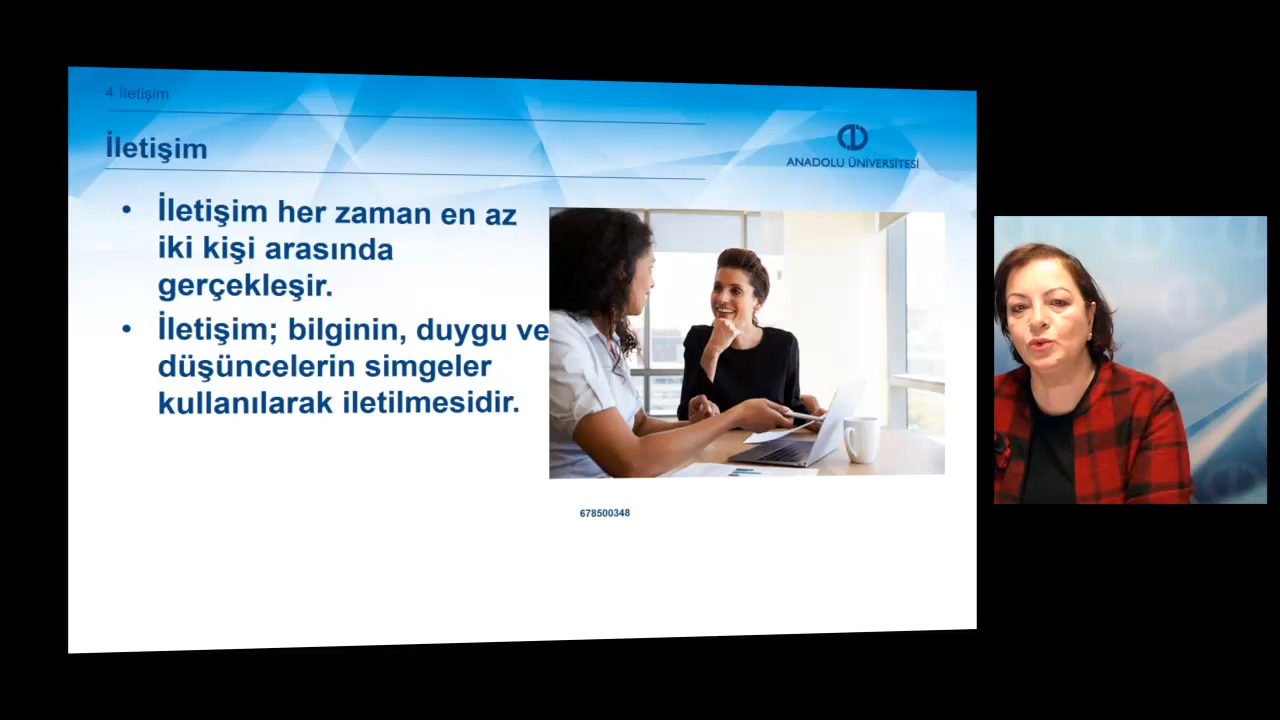 4 İletişim
İletişim
ANADOLU ÜNİVERSİTESİ
• İletişim her zaman en az
iki kişi arasında
gerçekleşir.
• İletişim; bilginin, duygu ve
düşüncelerin simgeler
kullanılarak iletilmesidir.
678500348